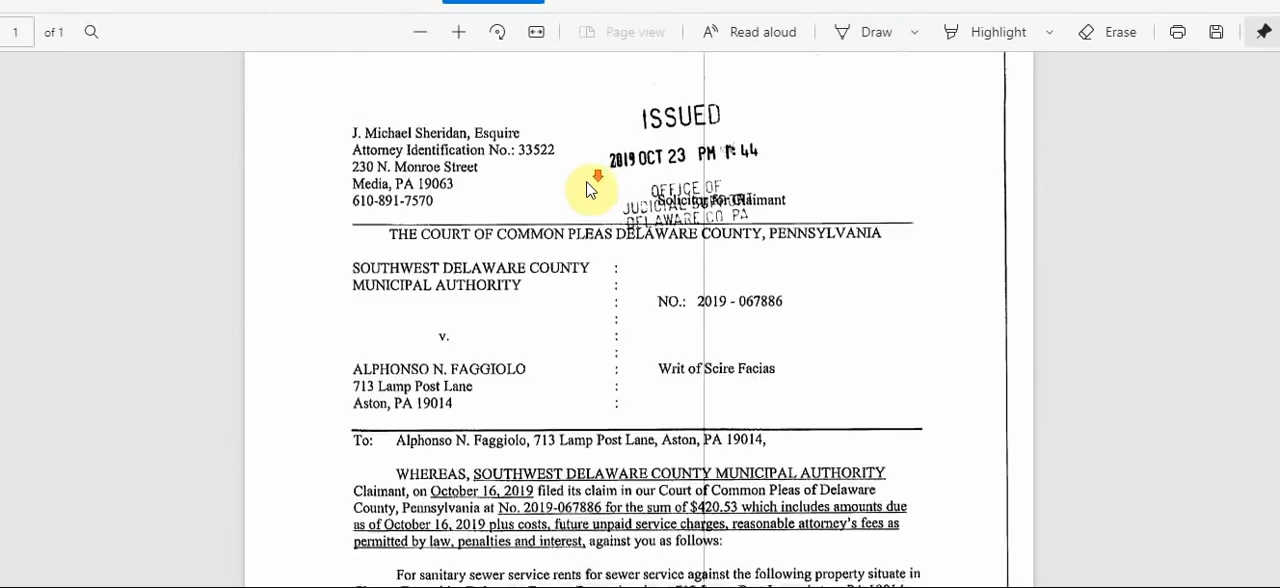 1 of 1 Page view Read aloud Draw Highlight Erase
ISSUED
2019 OCT 23 PM 1:44
OFFICE OF
JUDICIAL SUPPORT
DELAWARE CO PA
J. Michael Sheridan, Esquire
Attorney Identification No.: 33522
230 N. Monroe Street
Media, PA 19063
610-891-7570
Solicitor for Claimant
THE COURT OF COMMON PLEAS DELAWARE COUNTY, PENNSYLVANIA
SOUTHWEST DELAWARE COUNTY :
MUNICIPAL AUTHORITY :
: NO.: 2019 - 067886
:
v. :
:
ALPHONSO N. FAGGIOLO : Writ of Scire Facias
713 Lamp Post Lane :
Aston, PA 19014 :
To: Alphonso N. Faggiolo, 713 Lamp Post Lane, Aston, PA 19014,
WHEREAS, SOUTHWEST DELAWARE COUNTY MUNICIPAL AUTHORITY
Claimant, on October 16, 2019 filed its claim in our Court of Common Pleas of Delaware
County, Pennsylvania at No. 2019-067886 for the sum of $420.53 which includes amounts due
as of October 16, 2019 plus costs, future unpaid service charges, reasonable attorney's fees as
permitted by law, penalties and interest, against you as follows:
For sanitary sewer service rents for sewer service against the following property situate in